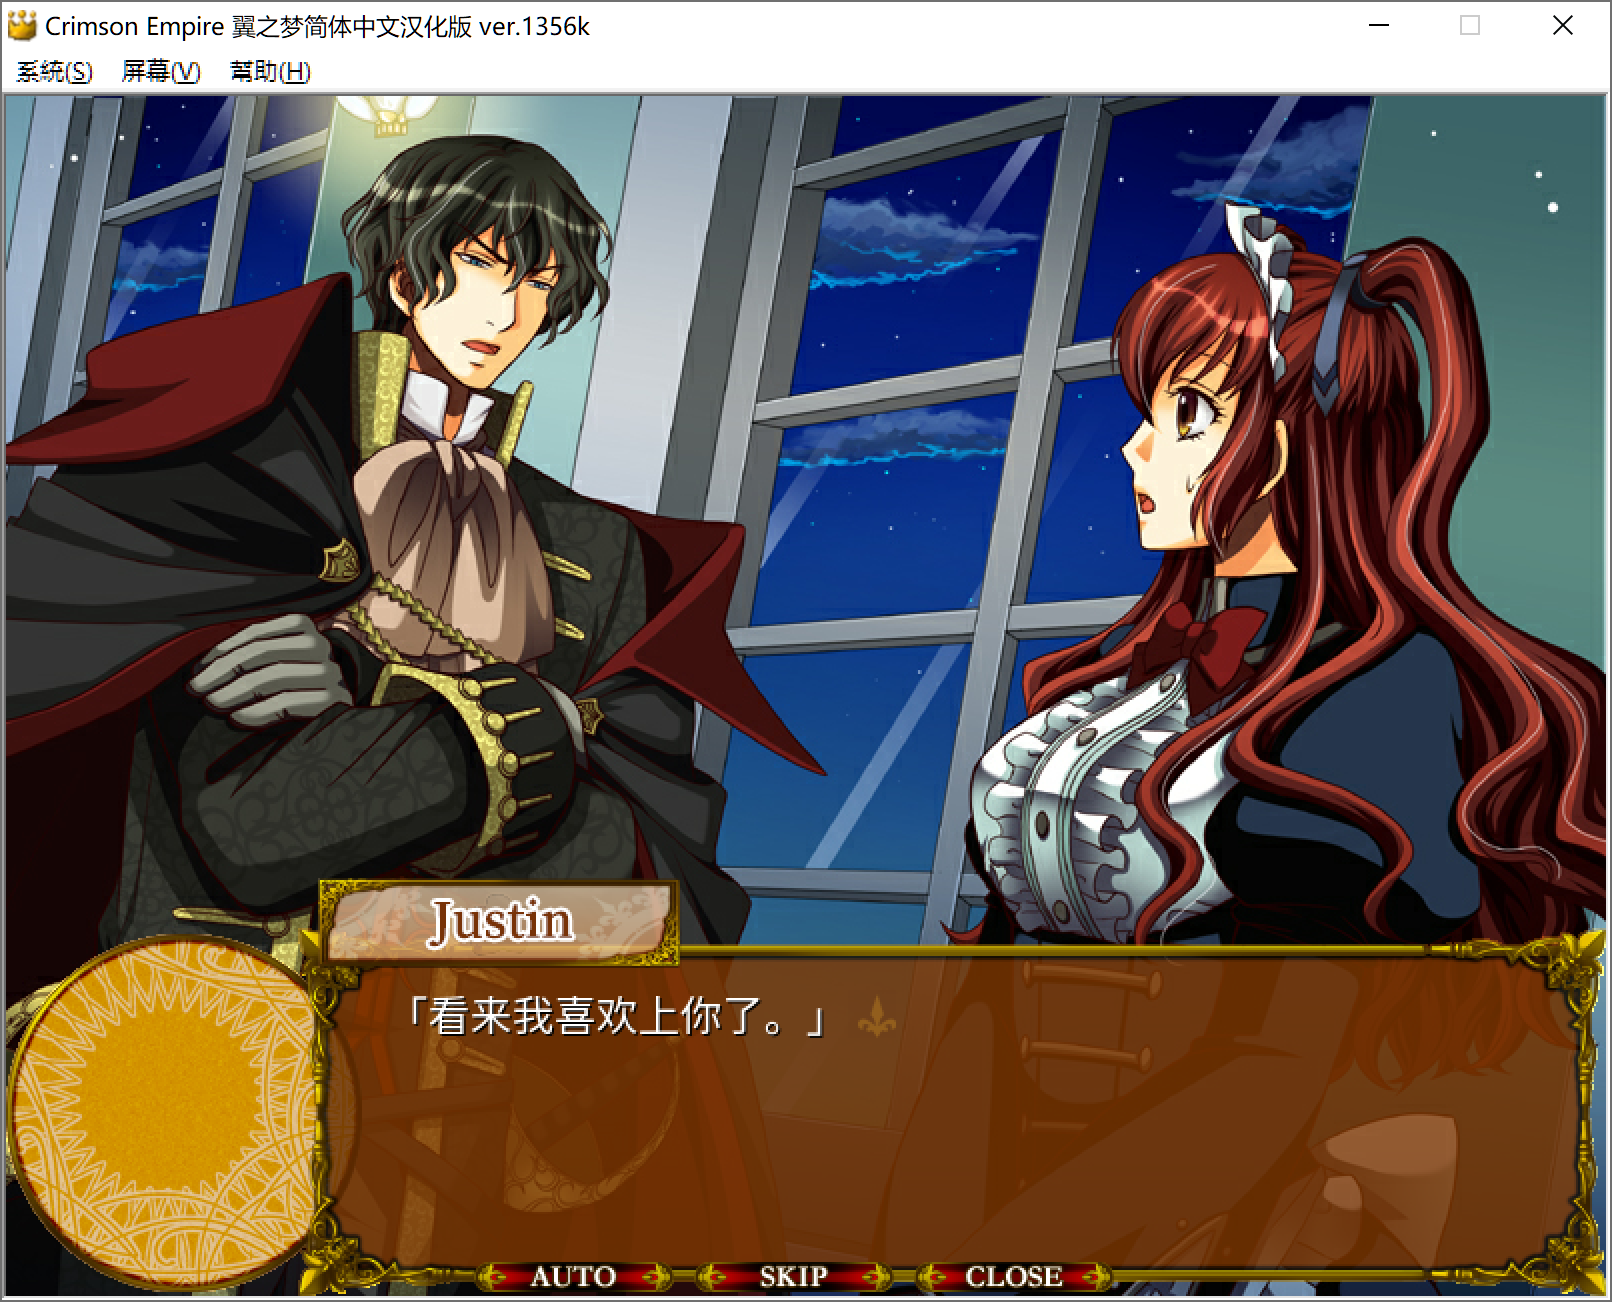 Crimson Empire 翼之梦简体中文汉化版 ver.1356k
系統(S) 屏幕(V) 幫助(H)
Justin
「看来我喜欢上你了。」
AUTO SKIP CLOSE